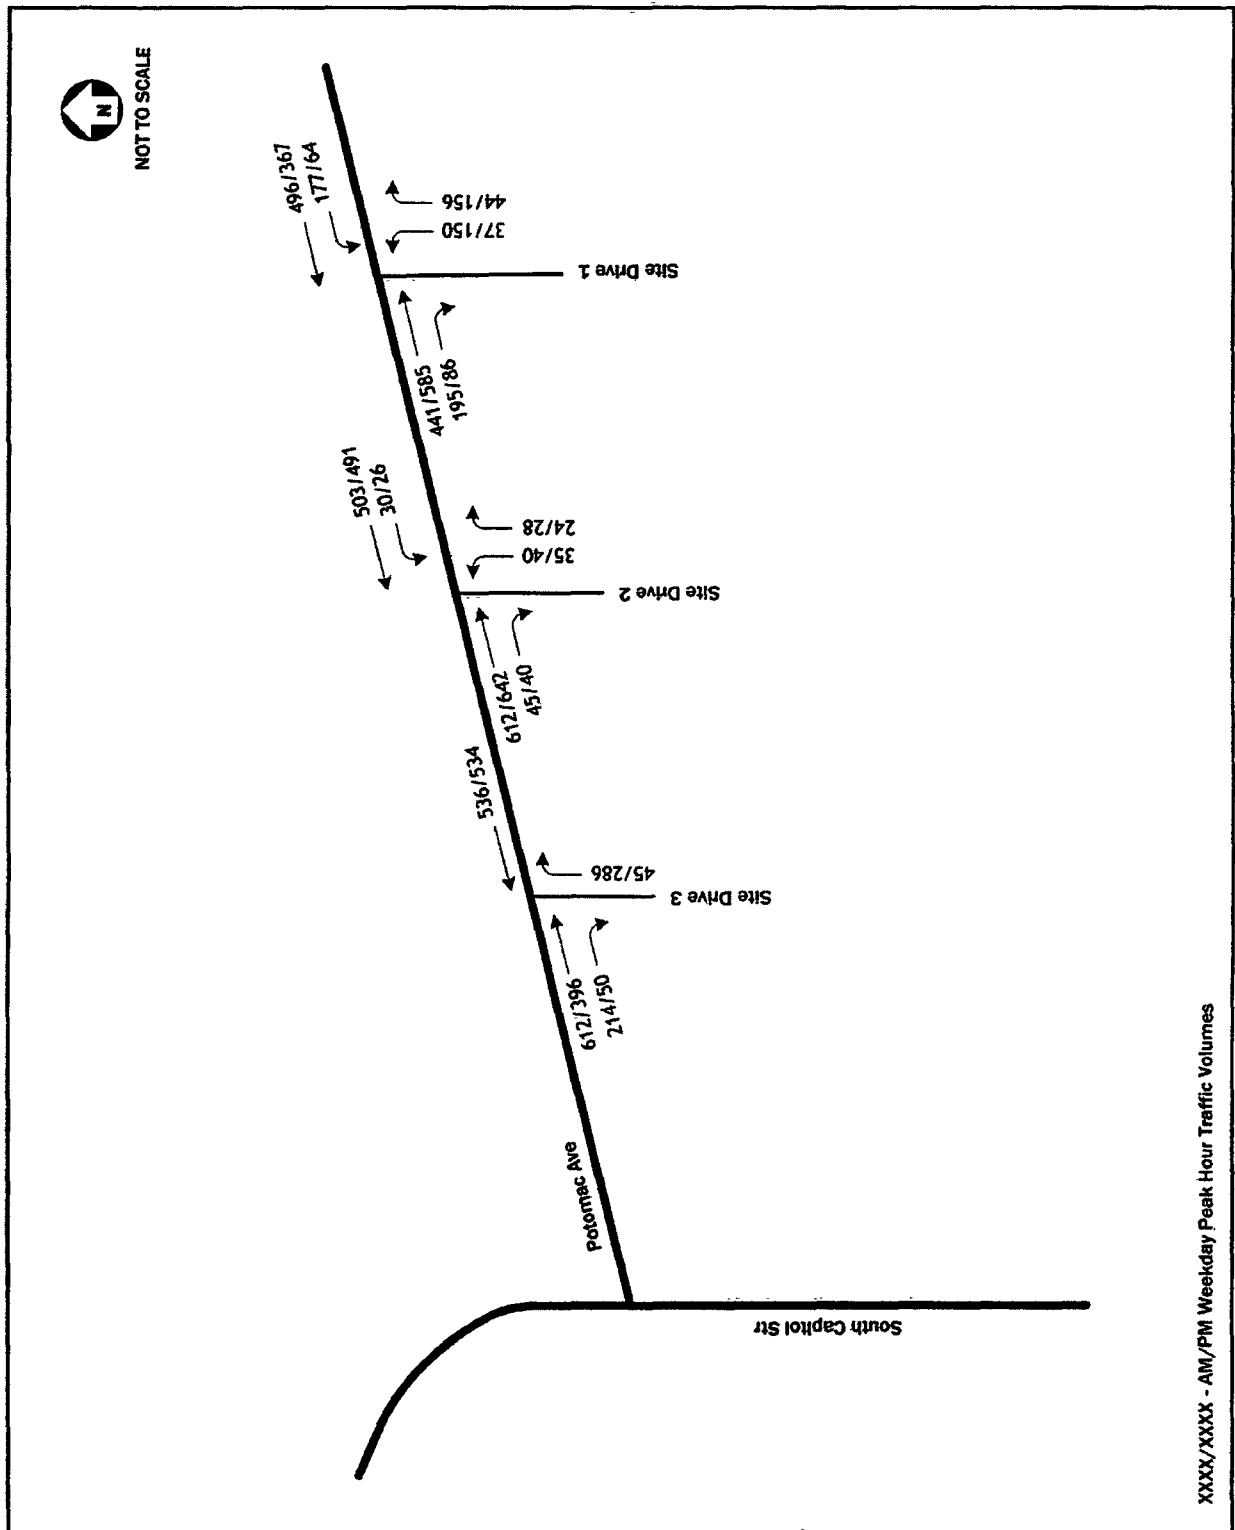 N
NOT TO SCALE
496/367
177/64
44/156
37/150
Site Drive 1
441/585
195/86
503/491
30/26
24/28
35/40
Site Drive 2
612/642
45/40
536/534
45/286
Site Drive 3
612/396
214/50
Potomac Ave
South Capitol Str
XXXX/XXXX - AM/PM Weekday Peak Hour Traffic Volumes